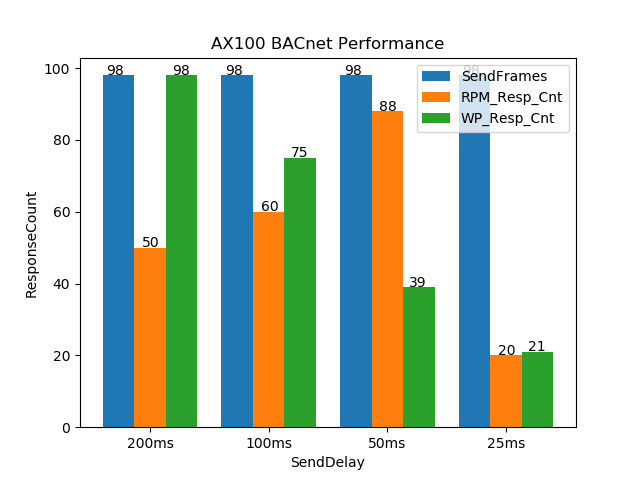 AX100 BACnet Performance
ResponseCount
100
80
60
40
20
0
98 50 98
98 60 75
98 88 39
98 20 21
SendFrames
RPM_Resp_Cnt
WP_Resp_Cnt
200ms 100ms 50ms 25ms
SendDelay